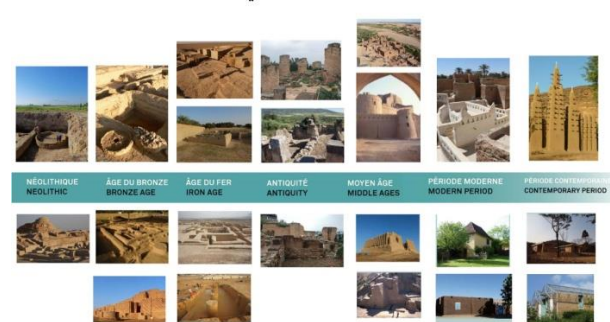 NÉOLITHIQUE
NEOLITHIC
ÂGE DU BRONZE
BRONZE AGE
ÂGE DU FER
IRON AGE
ANTIQUITÉ
ANTIQUITY
MOYEN ÂGE
MIDDLE AGES
PÉRIODE MODERNE
MODERN PERIOD
PÉRIODE CONTEMPORAINE
CONTEMPORARY PERIOD